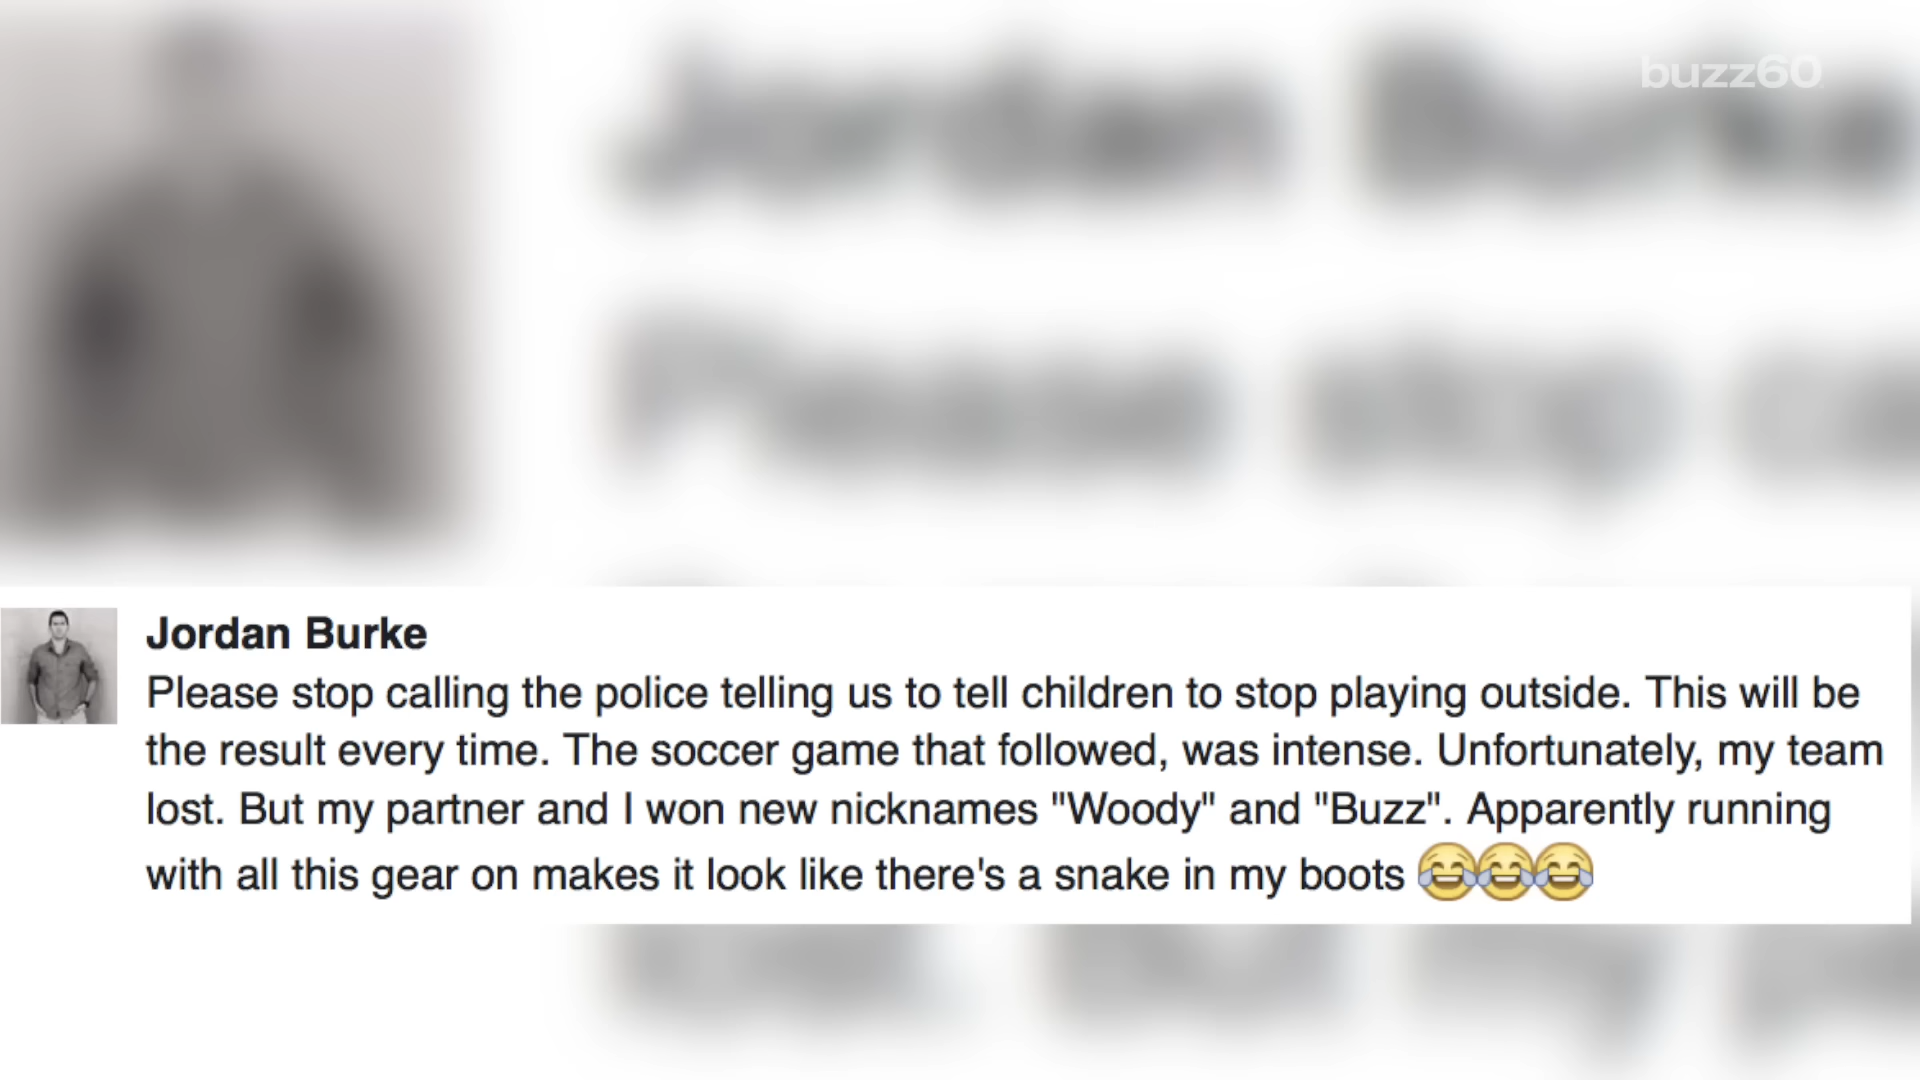 buzz60
Jordan Burke
Please stop calling the police telling us to tell children to stop playing outside. This will be
the result every time. The soccer game that followed, was intense. Unfortunately, my team
lost. But my partner and I won new nicknames "Woody" and "Buzz". Apparently running
with all this gear on makes it look like there's a snake in my boots 😂😂😂